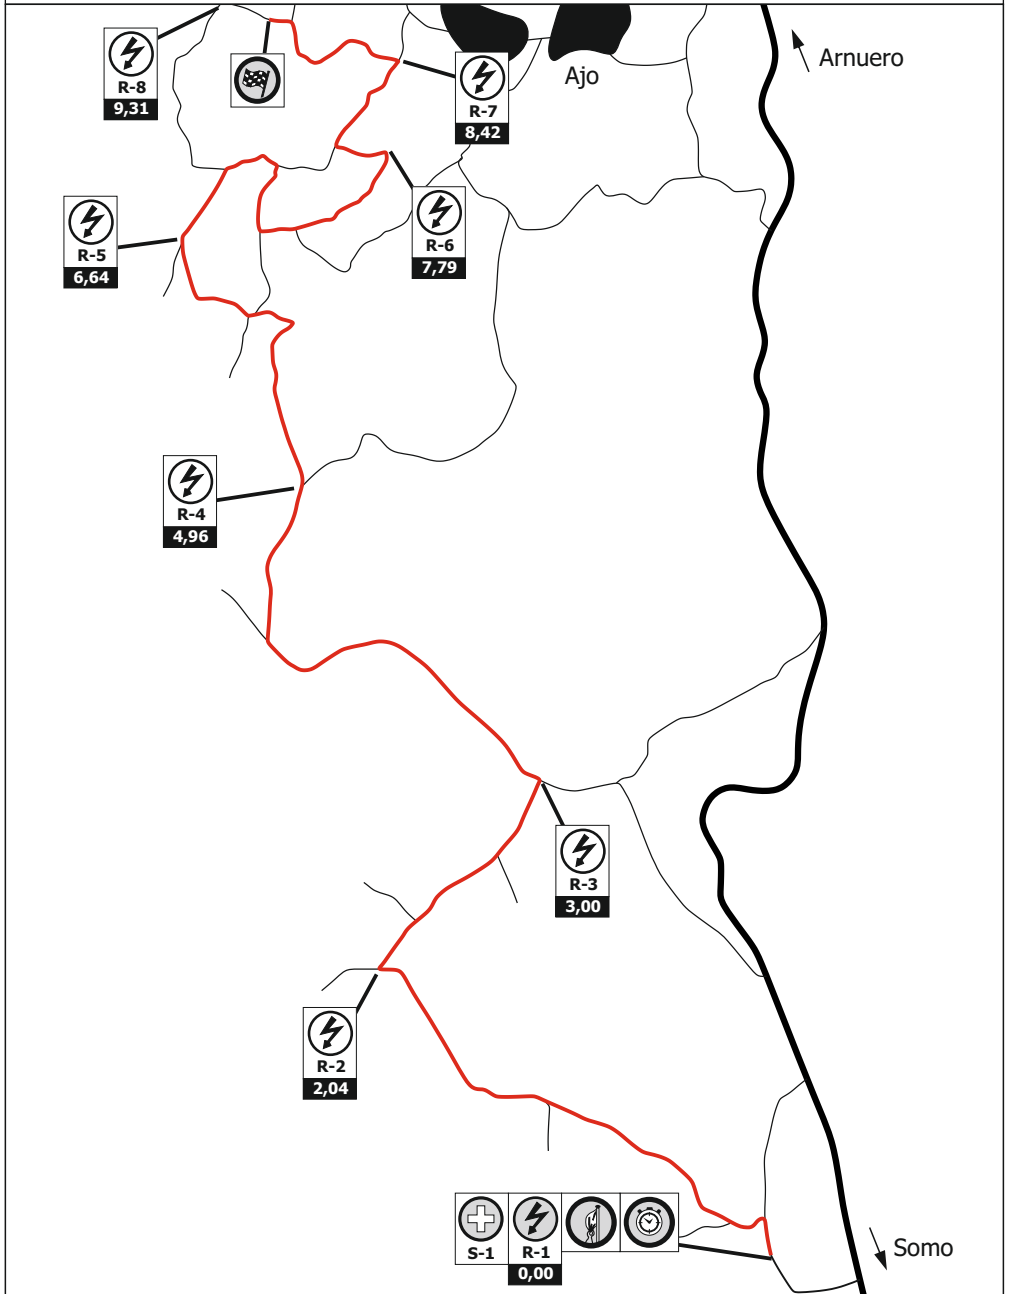 Arnuero
Ajo
R-8
9,31
R-7
8,42
R-5
6,64
R-6
7,79
R-4
4,96
R-3
3,00
R-2
2,04
S-1
R-1
0,00
Somo